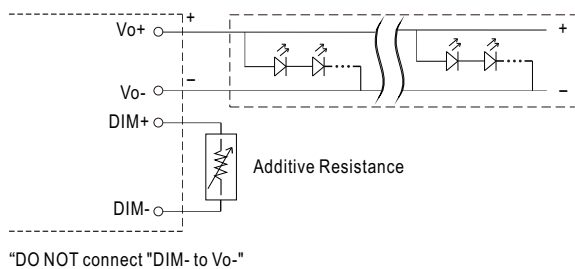 Vo+
+
+
−
Vo-
−
DIM+
Additive Resistance
DIM-
“DO NOT connect "DIM- to Vo-"